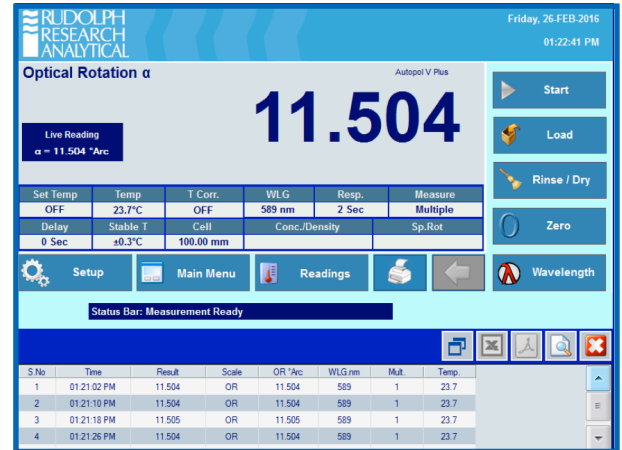 RUDOLPH
RESEARCH
ANALYTICAL
Friday, 26-FEB-2016
01:22:41 PM
Optical Rotation α
Autopol V Plus
11.504
Live Reading
α = 11.504 °Arc
Start
Load
Rinse / Dry
Zero
Wavelength
Set Temp Temp T Corr. WLG Resp. Measure
OFF 23.7°C OFF 589 nm 2 Sec Multiple
Delay Stable T Cell Conc./Density Sp.Rot
0 Sec ±0.3°C 100.00 mm
Setup Main Menu Readings
Status Bar: Measurement Ready
S.No Time Result Scale OR °Arc WLG.nm Mult. Temp.
1 01:21:02 PM 11.504 OR 11.504 589 1 23.7
2 01:21:10 PM 11.504 OR 11.504 589 1 23.7
3 01:21:18 PM 11.505 OR 11.505 589 1 23.7
4 01:21:26 PM 11.504 OR 11.504 589 1 23.7